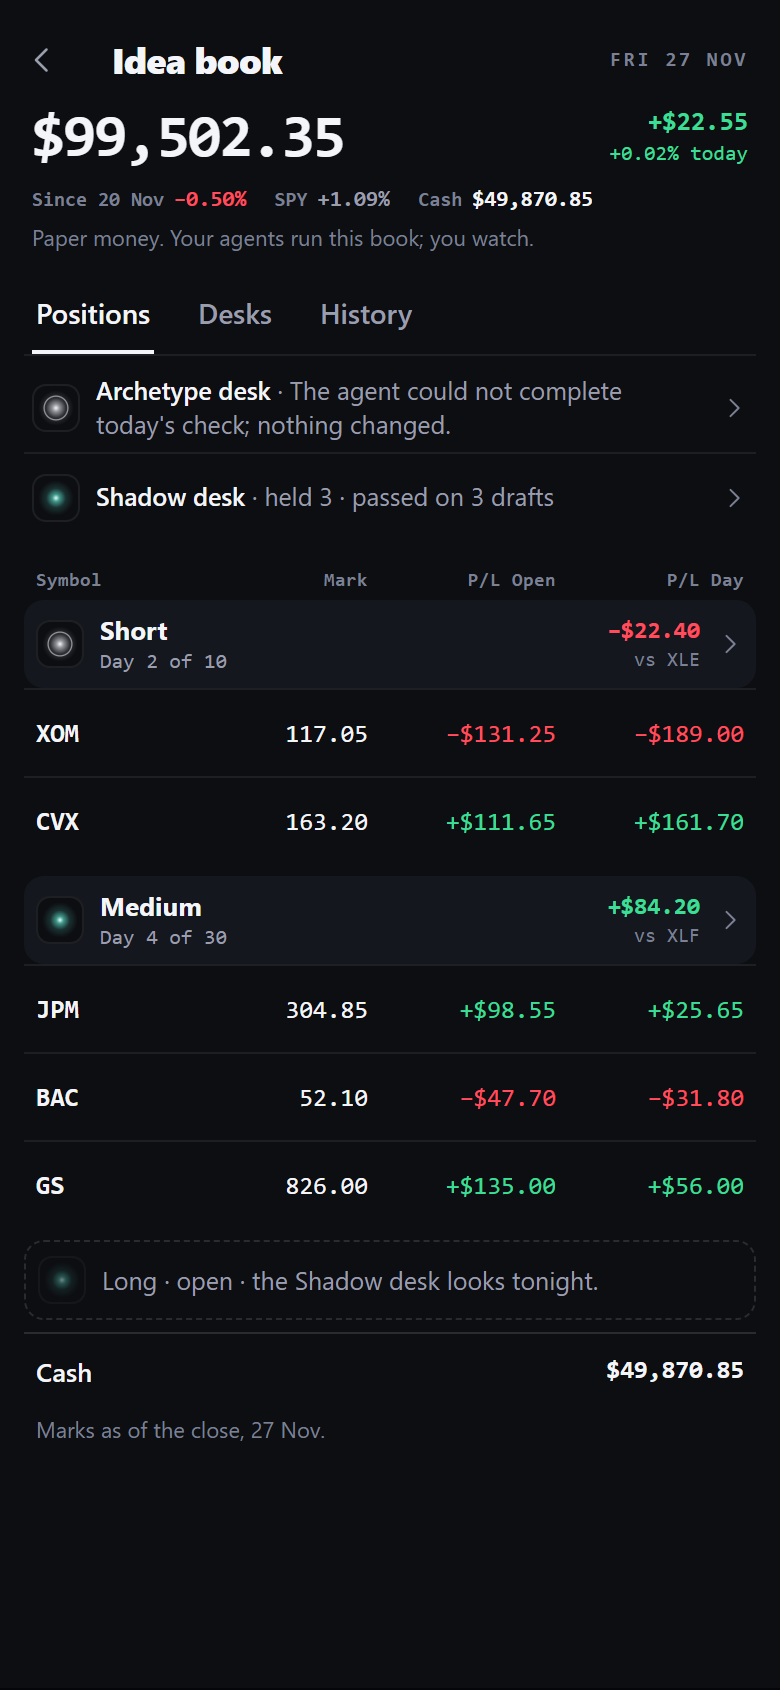 Idea book
FRI 27 NOV
$99,502.35
+$22.55
+0.02% today
Since 20 Nov −0.50% SPY +1.09% Cash $49,870.85
Paper money. Your agents run this book; you watch.
Positions Desks History
Archetype desk · The agent could not complete
today's check; nothing changed.
Shadow desk · held 3 · passed on 3 drafts
Symbol Mark P/L Open P/L Day
Short −$22.40
Day 2 of 10 vs XLE
XOM 117.05 −$131.25 −$189.00
CVX 163.20 +$111.65 +$161.70
Medium +$84.20
Day 4 of 30 vs XLF
JPM 304.85 +$98.55 +$25.65
BAC 52.10 −$47.70 −$31.80
GS 826.00 +$135.00 +$56.00
Long · open · the Shadow desk looks tonight.
Cash $49,870.85
Marks as of the close, 27 Nov.